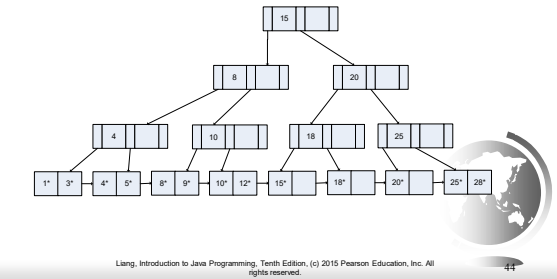 15
8 20
4 10 18 25
1* 3* 4* 5* 8* 9* 10* 12* 15* 18* 20* 25* 28*
Liang, Introduction to Java Programming, Tenth Edition, (c) 2015 Pearson Education, Inc. All
rights reserved.
44